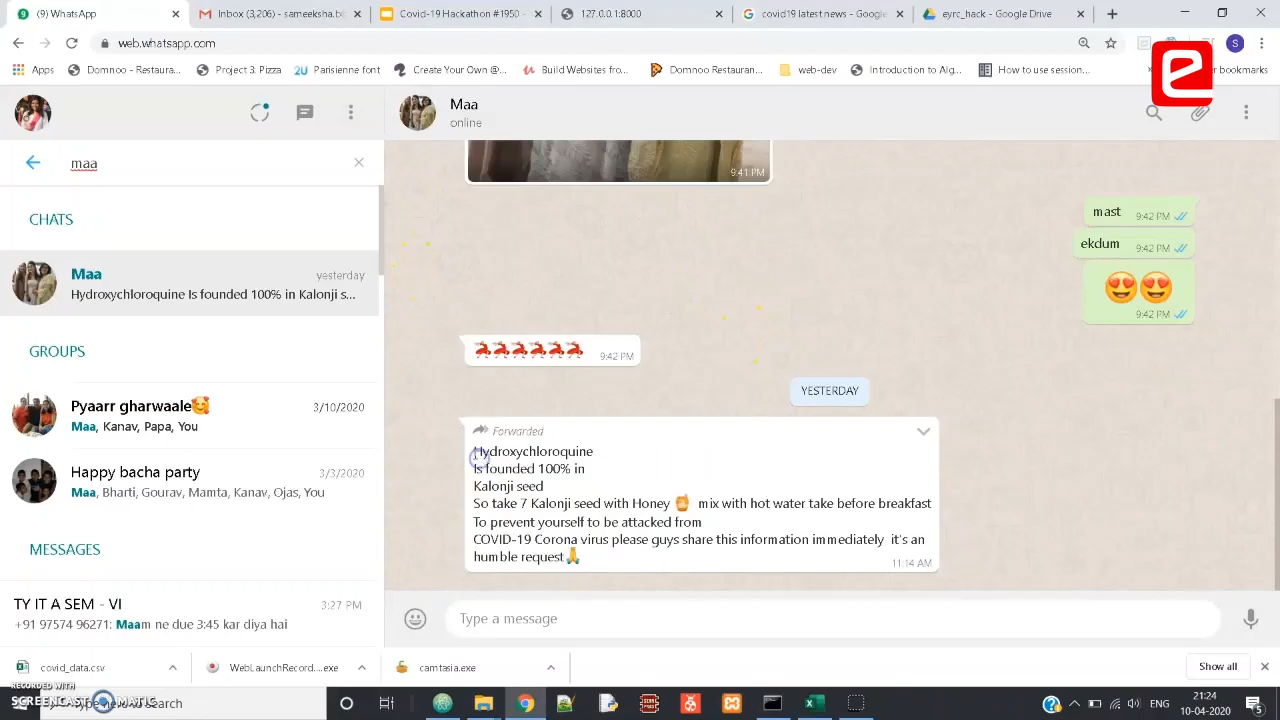 (9) WhatsApp
Inbox (3,206) - sameeksha.b
Covid-19 Hackathon #1950 -
127.0.0.1:8000
covid19 latest news - Google
eyrc_hack - Google Drive
web.whatsapp.com
S
Apps
Domnoo - Restaura...
Project 3: Pizza
Parisienne font
Create Your Own @...
Build Websites fro...
Domnoo Restauran...
web-dev
Introduction to Alg...
How to use session...
r bookmarks
e
Maa
online
maa
9:41 PM
CHATS
mast 9:42 PM
ekdum 9:42 PM
Maa yesterday
Hydroxychloroquine Is founded 100% in Kalonji s...
9:42 PM
GROUPS
9:42 PM
YESTERDAY
Pyaarr gharwaale🥰 3/10/2020
Maa, Kanav, Papa, You
Forwarded
Hydroxychloroquine
Is founded 100% in
Kalonji seed
So take 7 Kalonji seed with Honey 🍯 mix with hot water take before breakfast
To prevent yourself to be attacked from
COVID-19 Corona virus please guys share this information immediately it's an
humble request🙏
11:14 AM
Happy bacha party 3/3/2020
Maa, Bharti, Gourav, Mamta, Kanav, Ojas, You
MESSAGES
TY IT A SEM - VI 3:27 PM
+91 97574 96271: Maam ne due 3:45 kar diya hai
Type a message
covid_data.csv
WebLaunchRecord....exe
camtasia.exe
Show all
RECORDED WITH
SCREENCAST MATIC
to search
ENG
21:24
10-04-2020
5